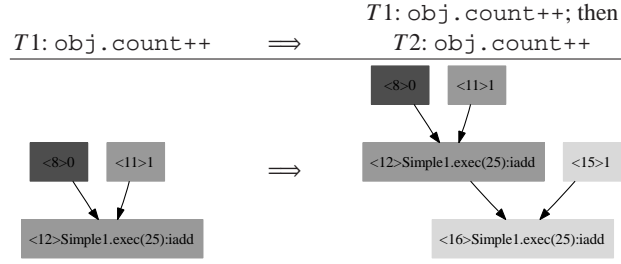 T1: obj.count++; then
T1: obj.count++ ⟹ T2: obj.count++
<8>0 <11>1
<8>0 <11>1 ⟹ <12>Simple1.exec(25):iadd <15>1
<12>Simple1.exec(25):iadd <16>Simple1.exec(25):iadd